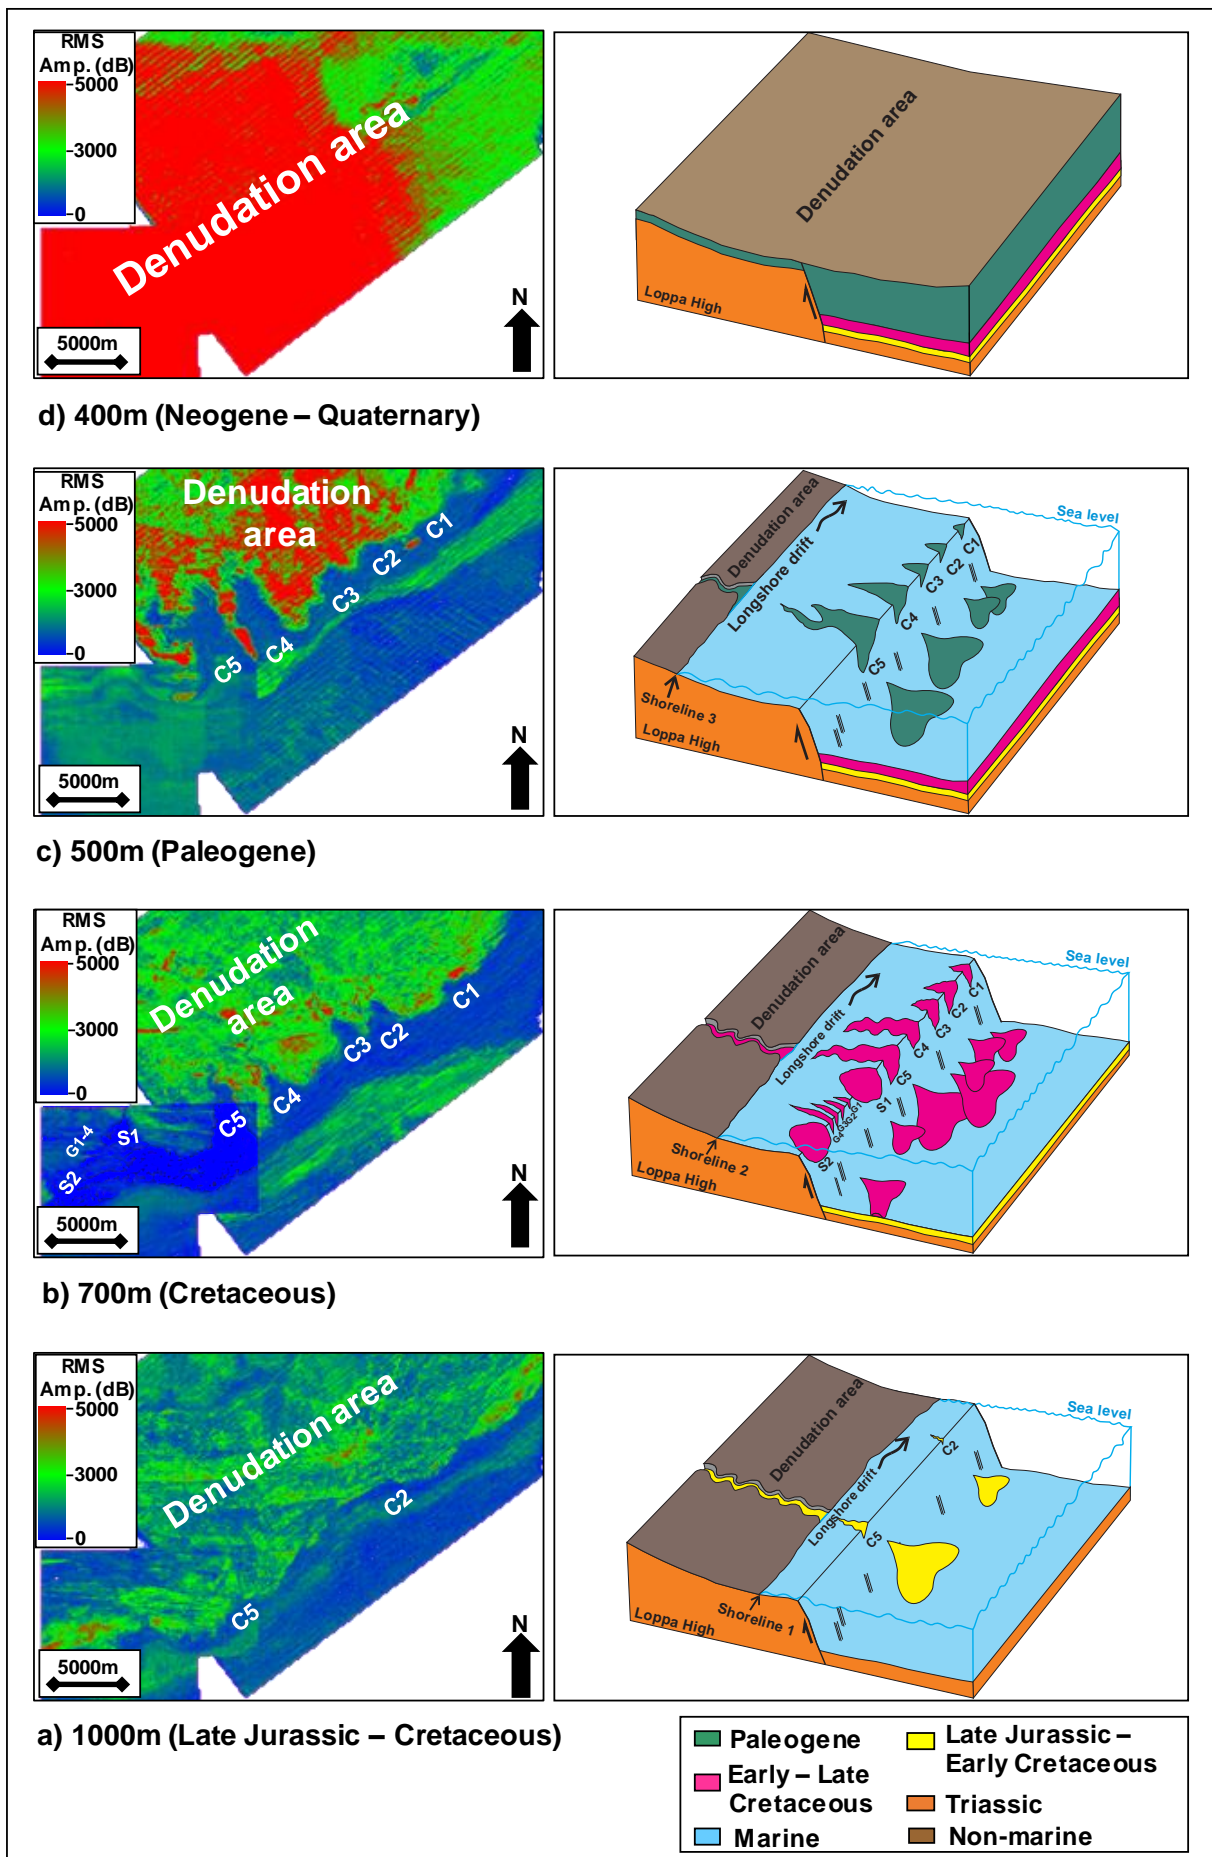 RMS
Amp. (dB)
5000
3000
0
Denudation area
N
5000m
Denudation area
Loppa High
d) 400m (Neogene – Quaternary)
RMS
Amp. (dB)
5000
3000
0
Denudation
area
C1
C2
C3
C4
C5
N
5000m
Denudation area
Longshore drift
Sea level
C1
C2
C3
C4
C5
Shoreline 3
Loppa High
c) 500m (Paleogene)
RMS
Amp. (dB)
5000
3000
0
Denudation
area
C1
C2
C3
C4
C5
S1
G1-4
S2
N
5000m
Denudation area
Longshore drift
Sea level
C1
C2
C3
C4
C5
S1
G1
G2
G3
G4
S2
Shoreline 2
Loppa High
b) 700m (Cretaceous)
RMS
Amp. (dB)
5000
3000
0
Denudation area
C2
C5
N
5000m
Denudation area
Longshore drift
Sea level
C2
C5
Shoreline 1
Loppa High
a) 1000m (Late Jurassic – Cretaceous)
Paleogene
Early – Late
Cretaceous
Marine
Late Jurassic –
Early Cretaceous
Triassic
Non-marine